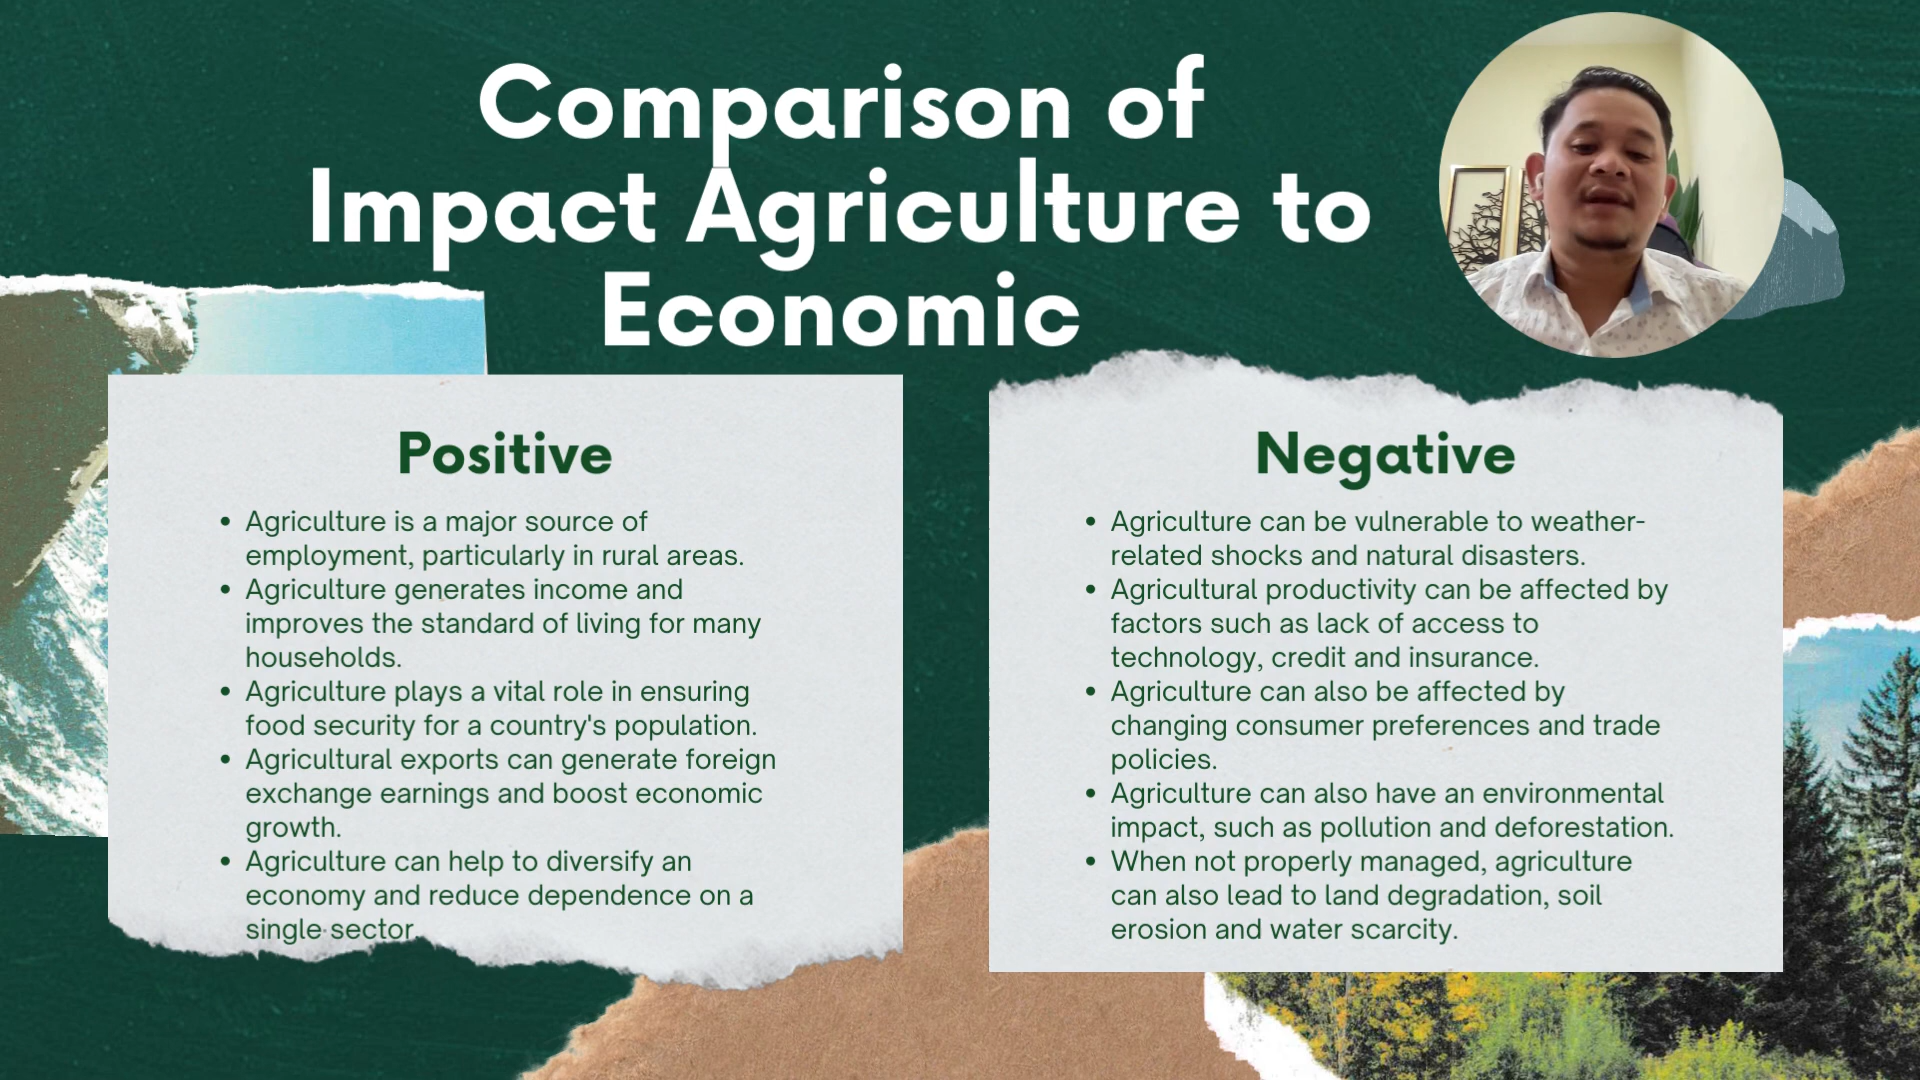 Comparison of
Impact Agriculture to
Economic
Positive
• Agriculture is a major source of
employment, particularly in rural areas.
• Agriculture generates income and
improves the standard of living for many
households.
• Agriculture plays a vital role in ensuring
food security for a country's population.
• Agricultural exports can generate foreign
exchange earnings and boost economic
growth.
• Agriculture can help to diversify an
economy and reduce dependence on a
single sector.
Negative
• Agriculture can be vulnerable to weather-
related shocks and natural disasters.
• Agricultural productivity can be affected by
factors such as lack of access to
technology, credit and insurance.
• Agriculture can also be affected by
changing consumer preferences and trade
policies.
• Agriculture can also have an environmental
impact, such as pollution and deforestation.
• When not properly managed, agriculture
can also lead to land degradation, soil
erosion and water scarcity.